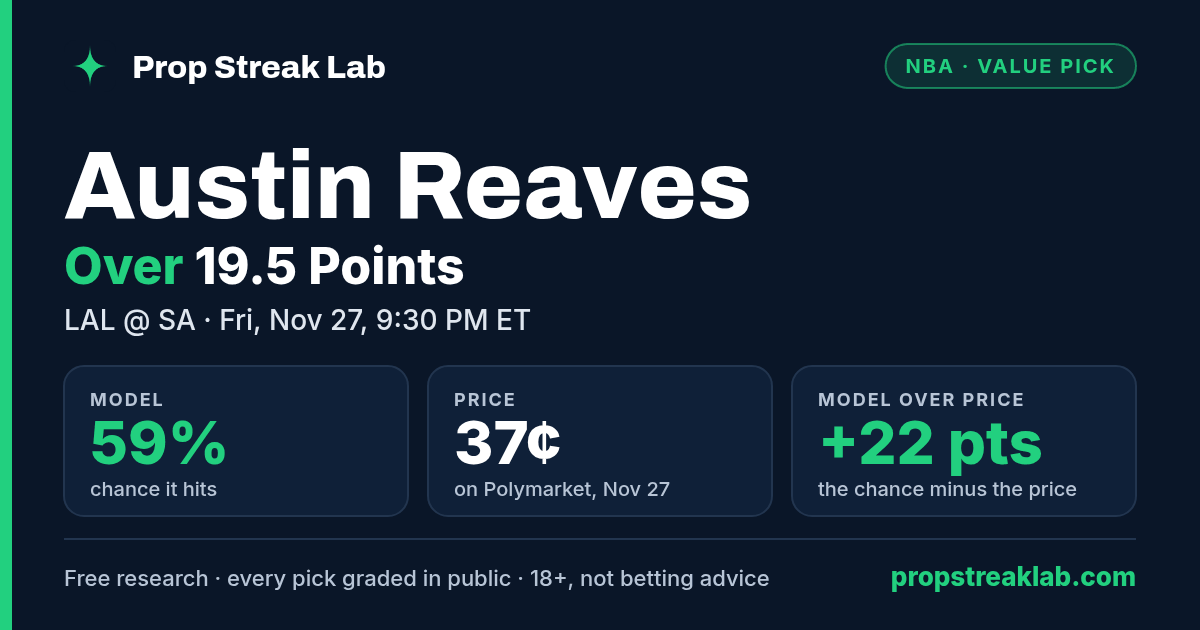 Prop Streak Lab
NBA · VALUE PICK
Austin Reaves
Over 19.5 Points
LAL @ SA · Fri, Nov 27, 9:30 PM ET
MODEL
59%
chance it hits
PRICE
37¢
on Polymarket, Nov 27
MODEL OVER PRICE
+22 pts
the chance minus the price
Free research · every pick graded in public · 18+, not betting advice
propstreaklab.com